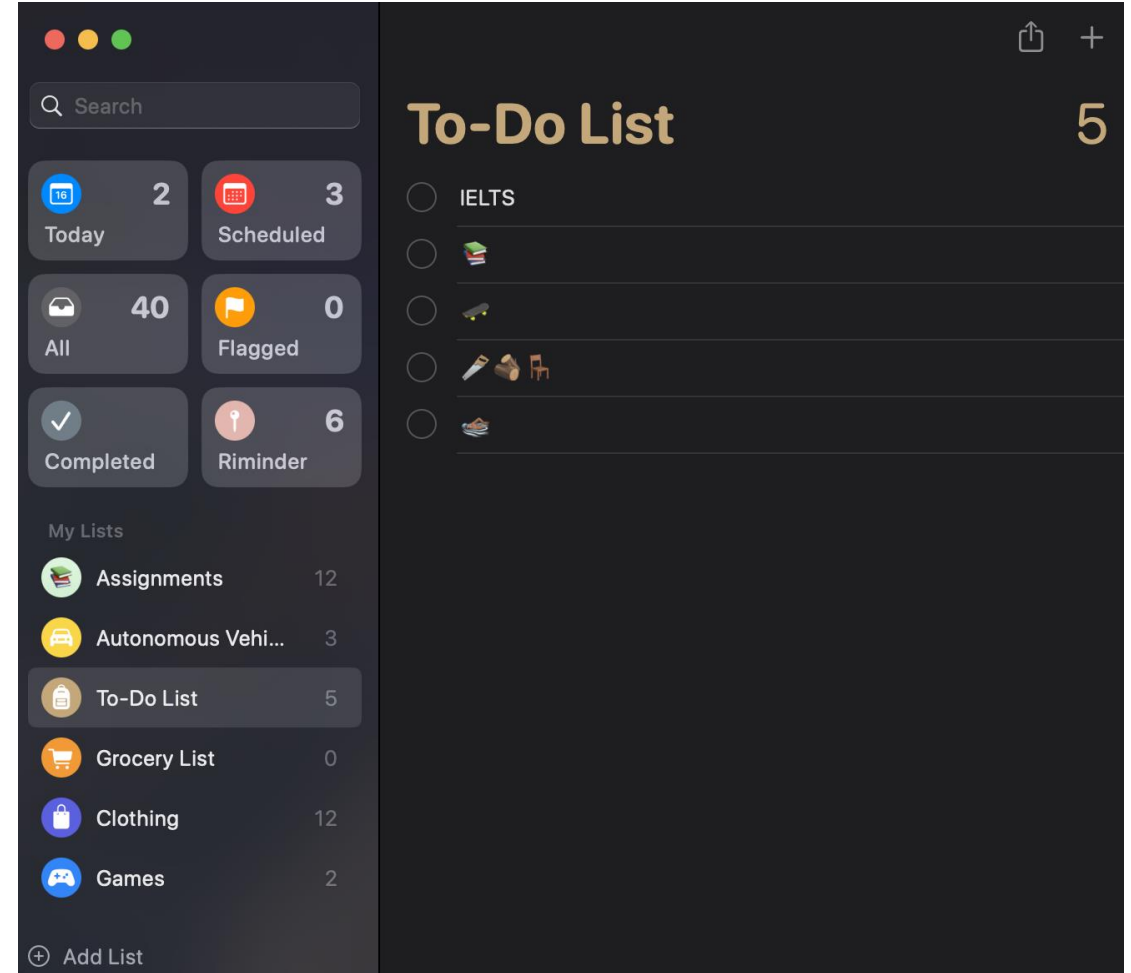 Search
16
2
Today
3
Scheduled
40
All
0
Flagged
Completed
6
Riminder
My Lists
Assignments 12
Autonomous Vehi... 3
To-Do List 5
Grocery List 0
Clothing 12
Games 2
Add List
To-Do List 5
IELTS